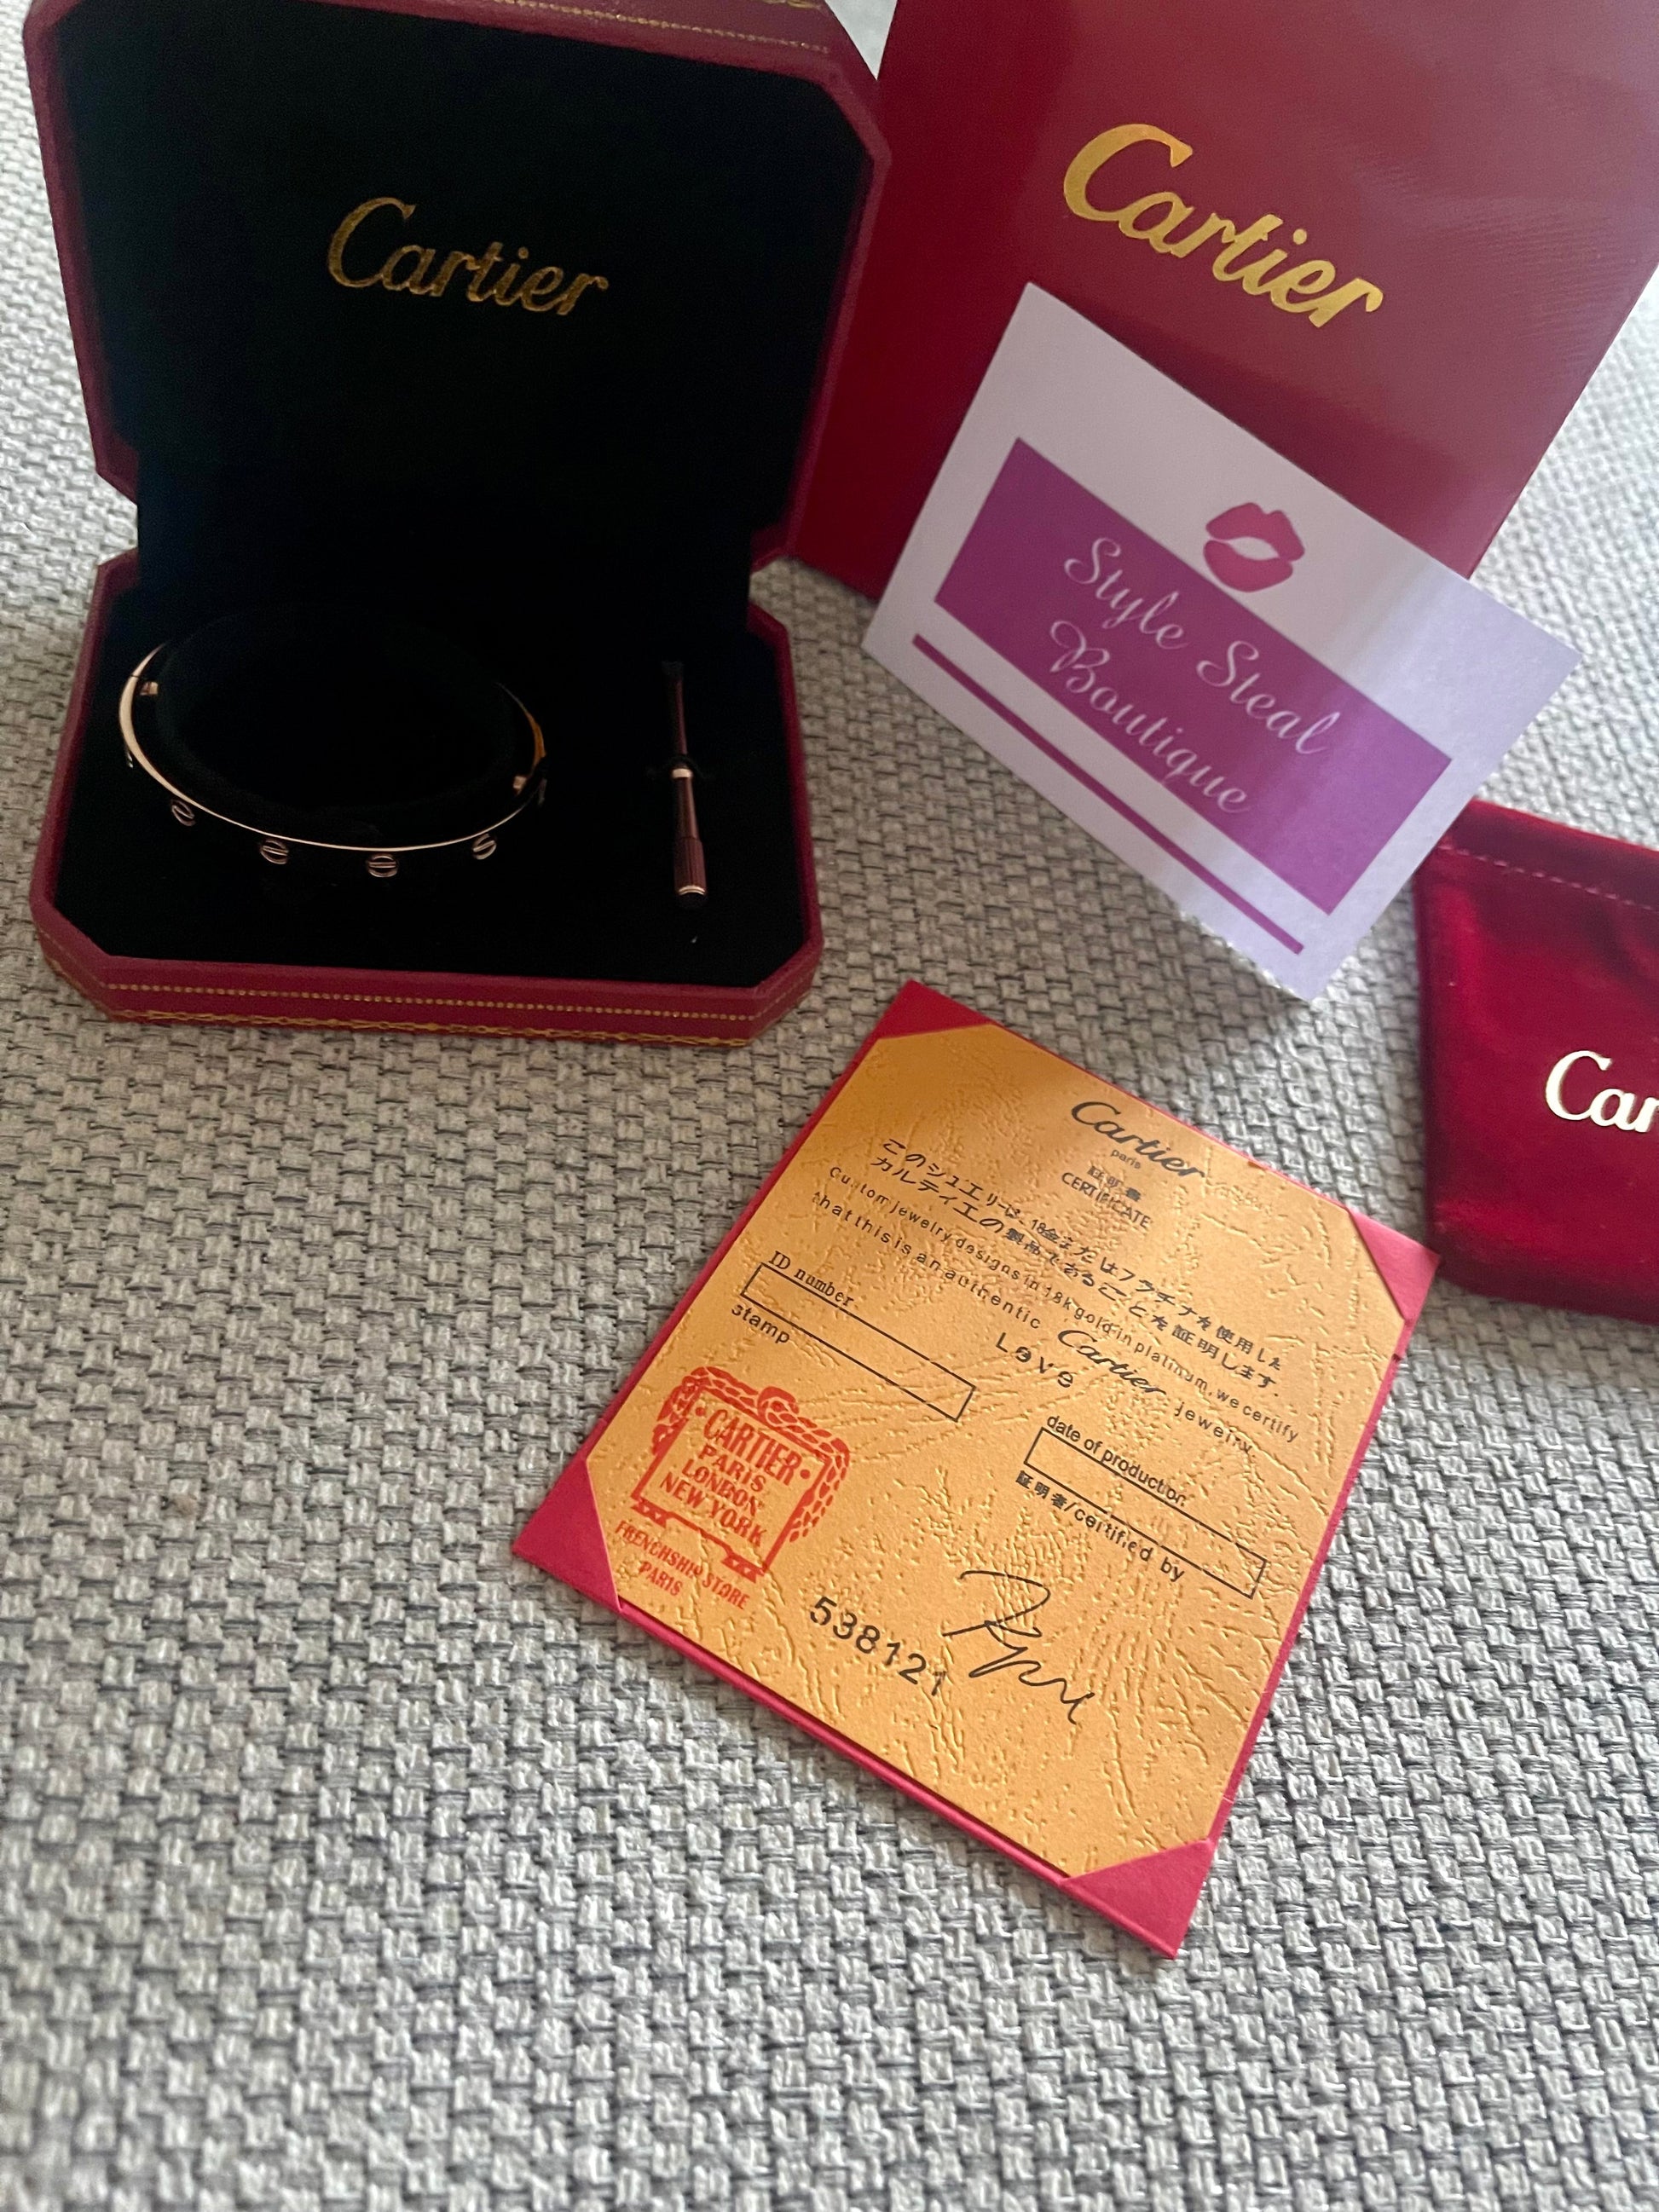 Cartier
Cartier
Style Steal
Boutique
Car
Cartier
paris
証明書
CERTIFICATE
このジュエリーは、18金またはプラチナを使用した
カルティエの製品であることを証明します。
Custom jewelry designs in 18k gold in platinum, we certify
that this is an authentic Cartier jewelry
Love
ID number
stamp
date of production
証明者/certified by
CARTIER
PARIS
LONDON
NEW YORK
FRENCHSHIP STORE
PARIS
538121